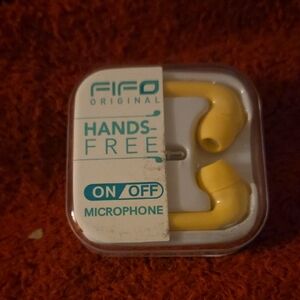 FIFO
ORIGINAL
HANDS-
FREE
ON/OFF
MICROPHONE